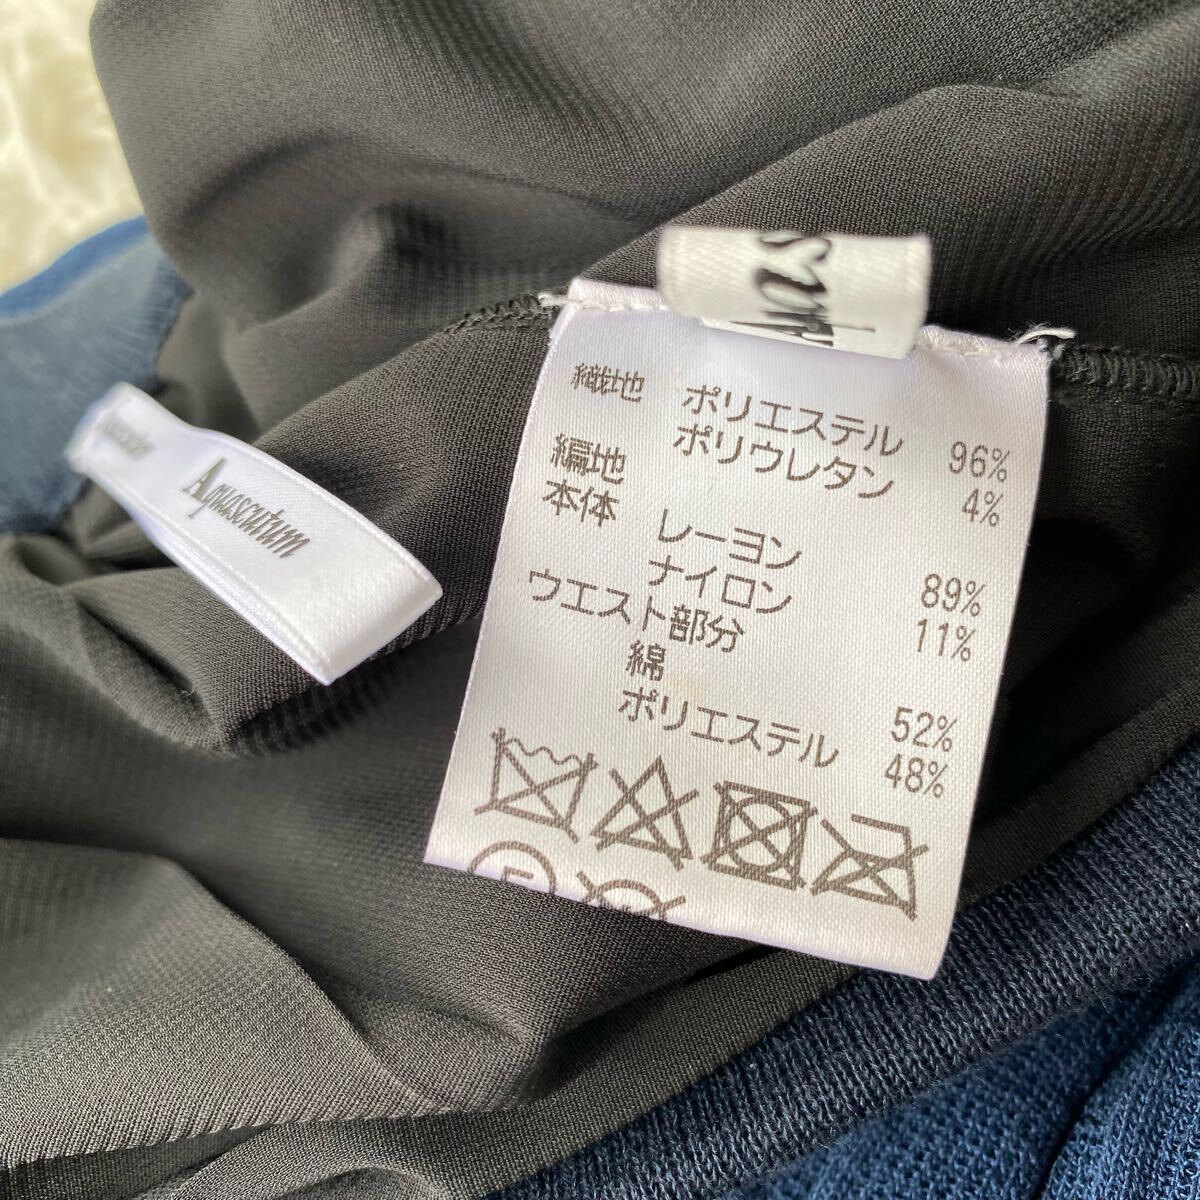 Aquascutum
織地 ポリエステル 96%
ポリウレタン 4%
編地
本体
レーヨン 89%
ナイロン 11%
ウエスト部分
綿 52%
ポリエステル 48%